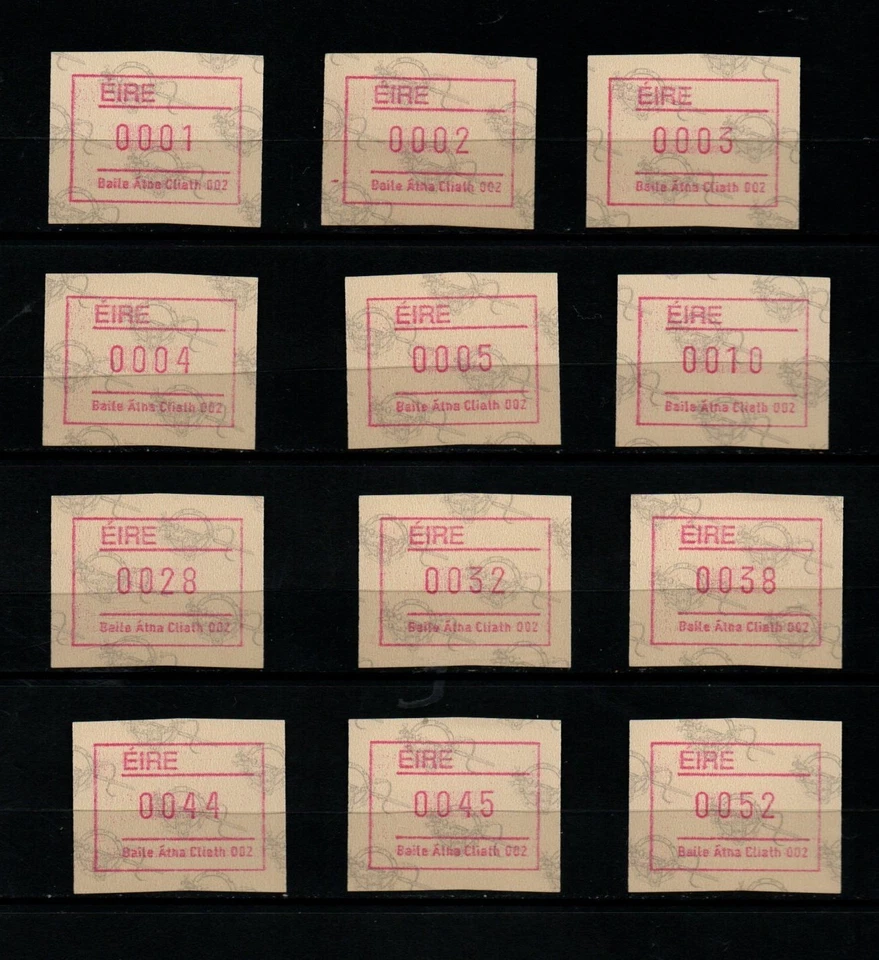 ÉIRE
0001
Baile Átha Cliath 002
ÉIRE
0002
Baile Átha Cliath 002
ÉIRE
0003
Baile Átha Cliath 002
ÉIRE
0004
Baile Átha Cliath 002
ÉIRE
0005
Baile Átha Cliath 002
ÉIRE
0010
Baile Átha Cliath 002
ÉIRE
0028
Baile Átha Cliath 002
ÉIRE
0032
Baile Átha Cliath 002
ÉIRE
0038
Baile Átha Cliath 002
ÉIRE
0044
Baile Átha Cliath 002
ÉIRE
0045
Baile Átha Cliath 002
ÉIRE
0052
Baile Átha Cliath 002